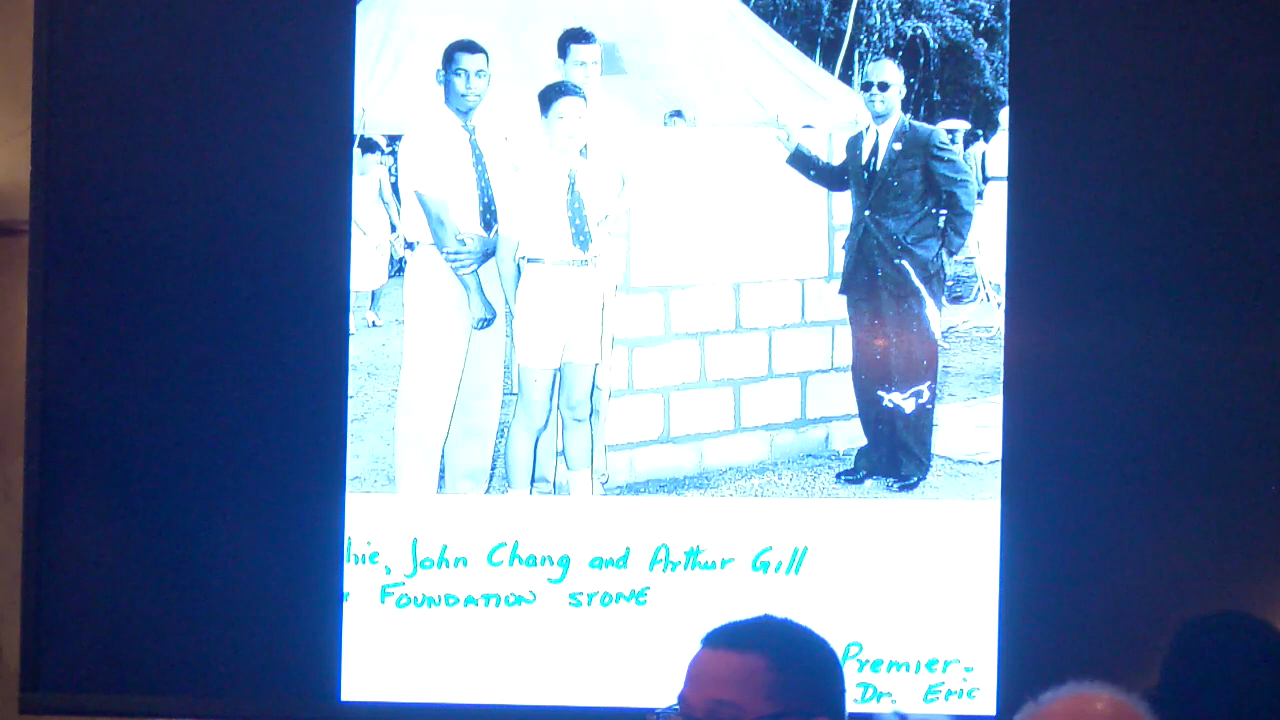 hie, John Chang and Arthur Gill
FOUNDATION STONE
Premier-
Dr. Eric